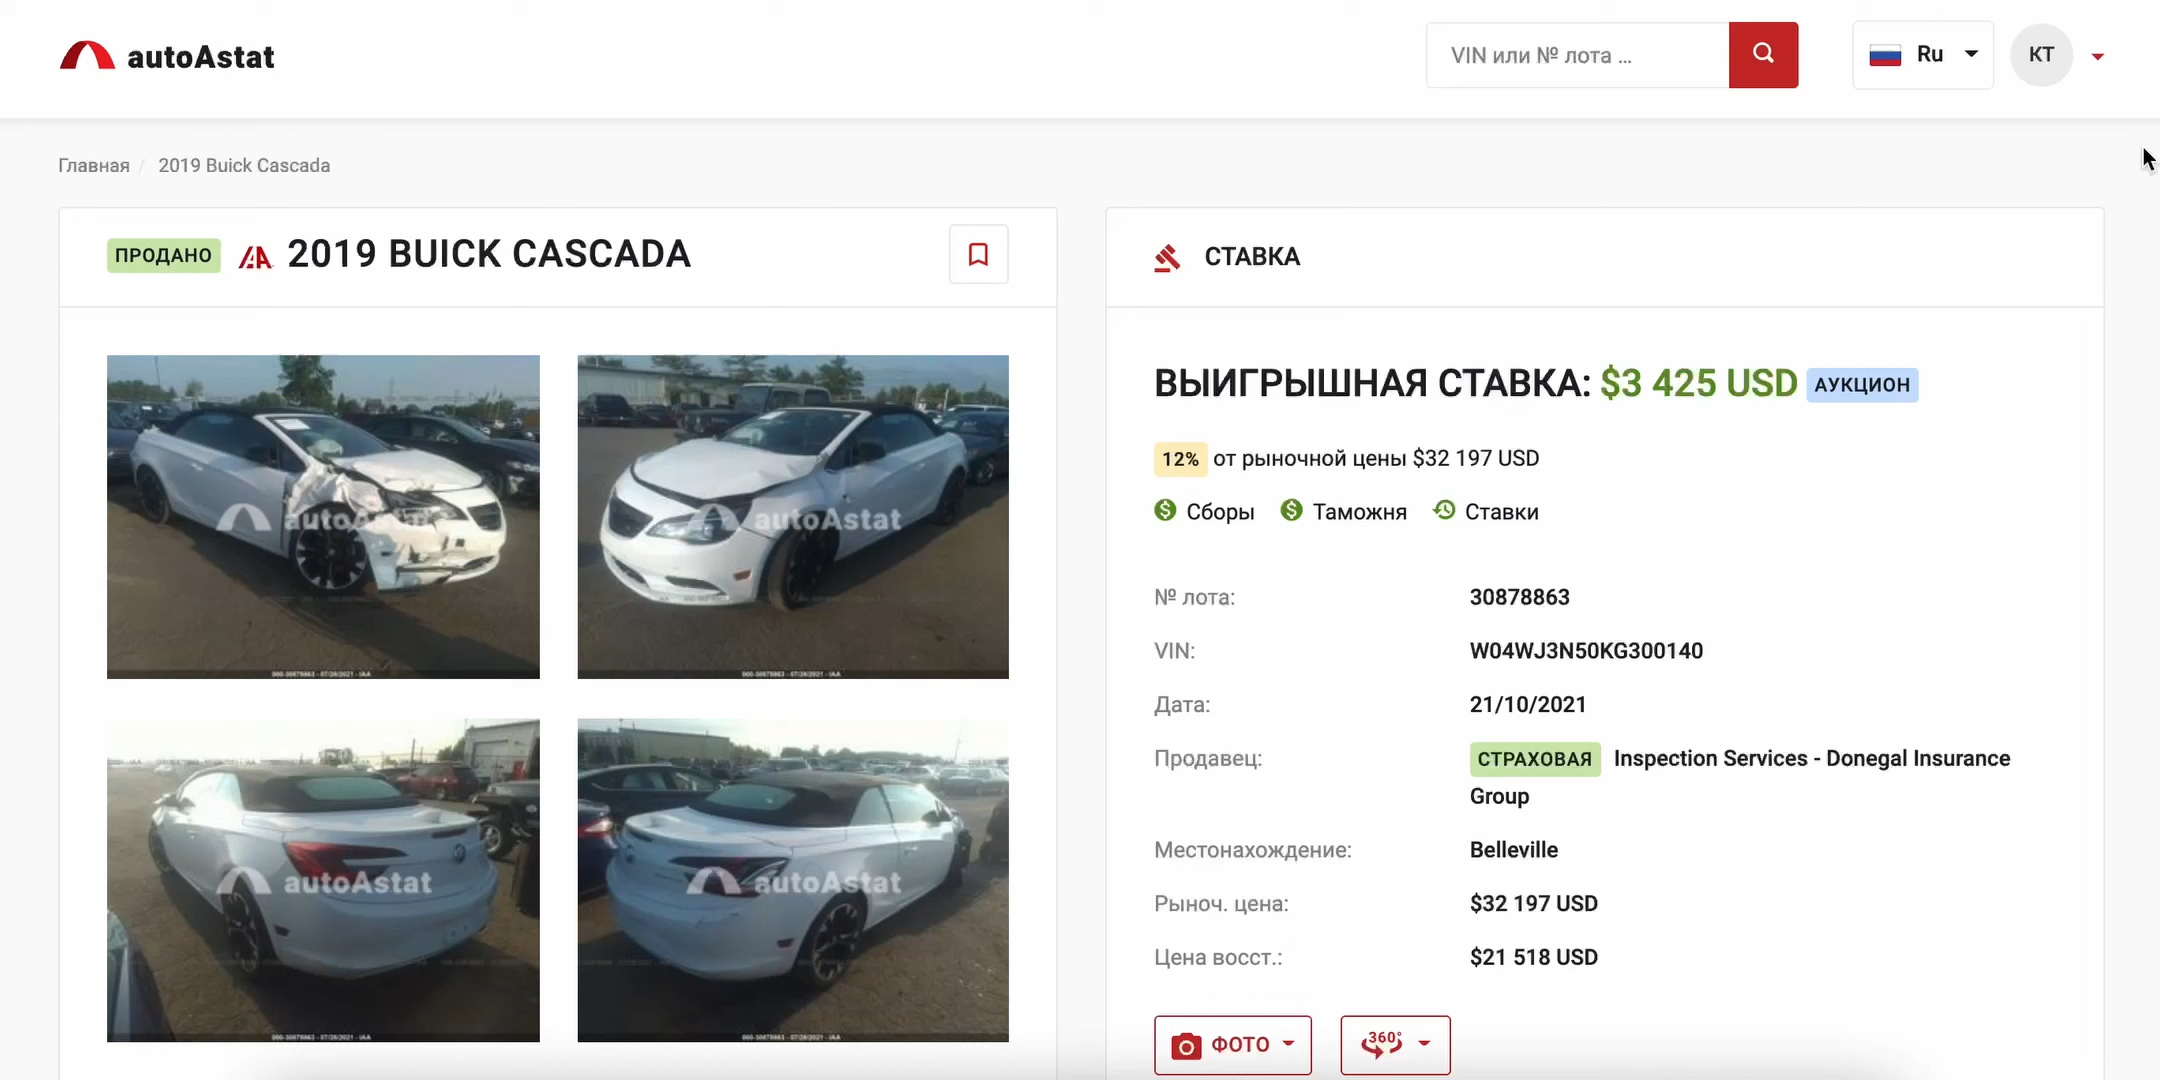 autoAstat
VIN или № лота ...
Ru
KT
Главная / 2019 Buick Cascada
ПРОДАНО
2019 BUICK CASCADA
СТАВКА
ВЫИГРЫШНАЯ СТАВКА: $3 425 USD АУКЦИОН
12% от рыночной цены $32 197 USD
Сборы
Таможня
Ставки
№ лота: 30878863
VIN: W04WJ3N50KG300140
Дата: 21/10/2021
Продавец: СТРАХОВАЯ Inspection Services - Donegal Insurance
Group
Местонахождение: Belleville
Рыноч. цена: $32 197 USD
Цена восст.: $21 518 USD
ФОТО
360°
autoAstat
autoAstat
autoAstat
autoAstat